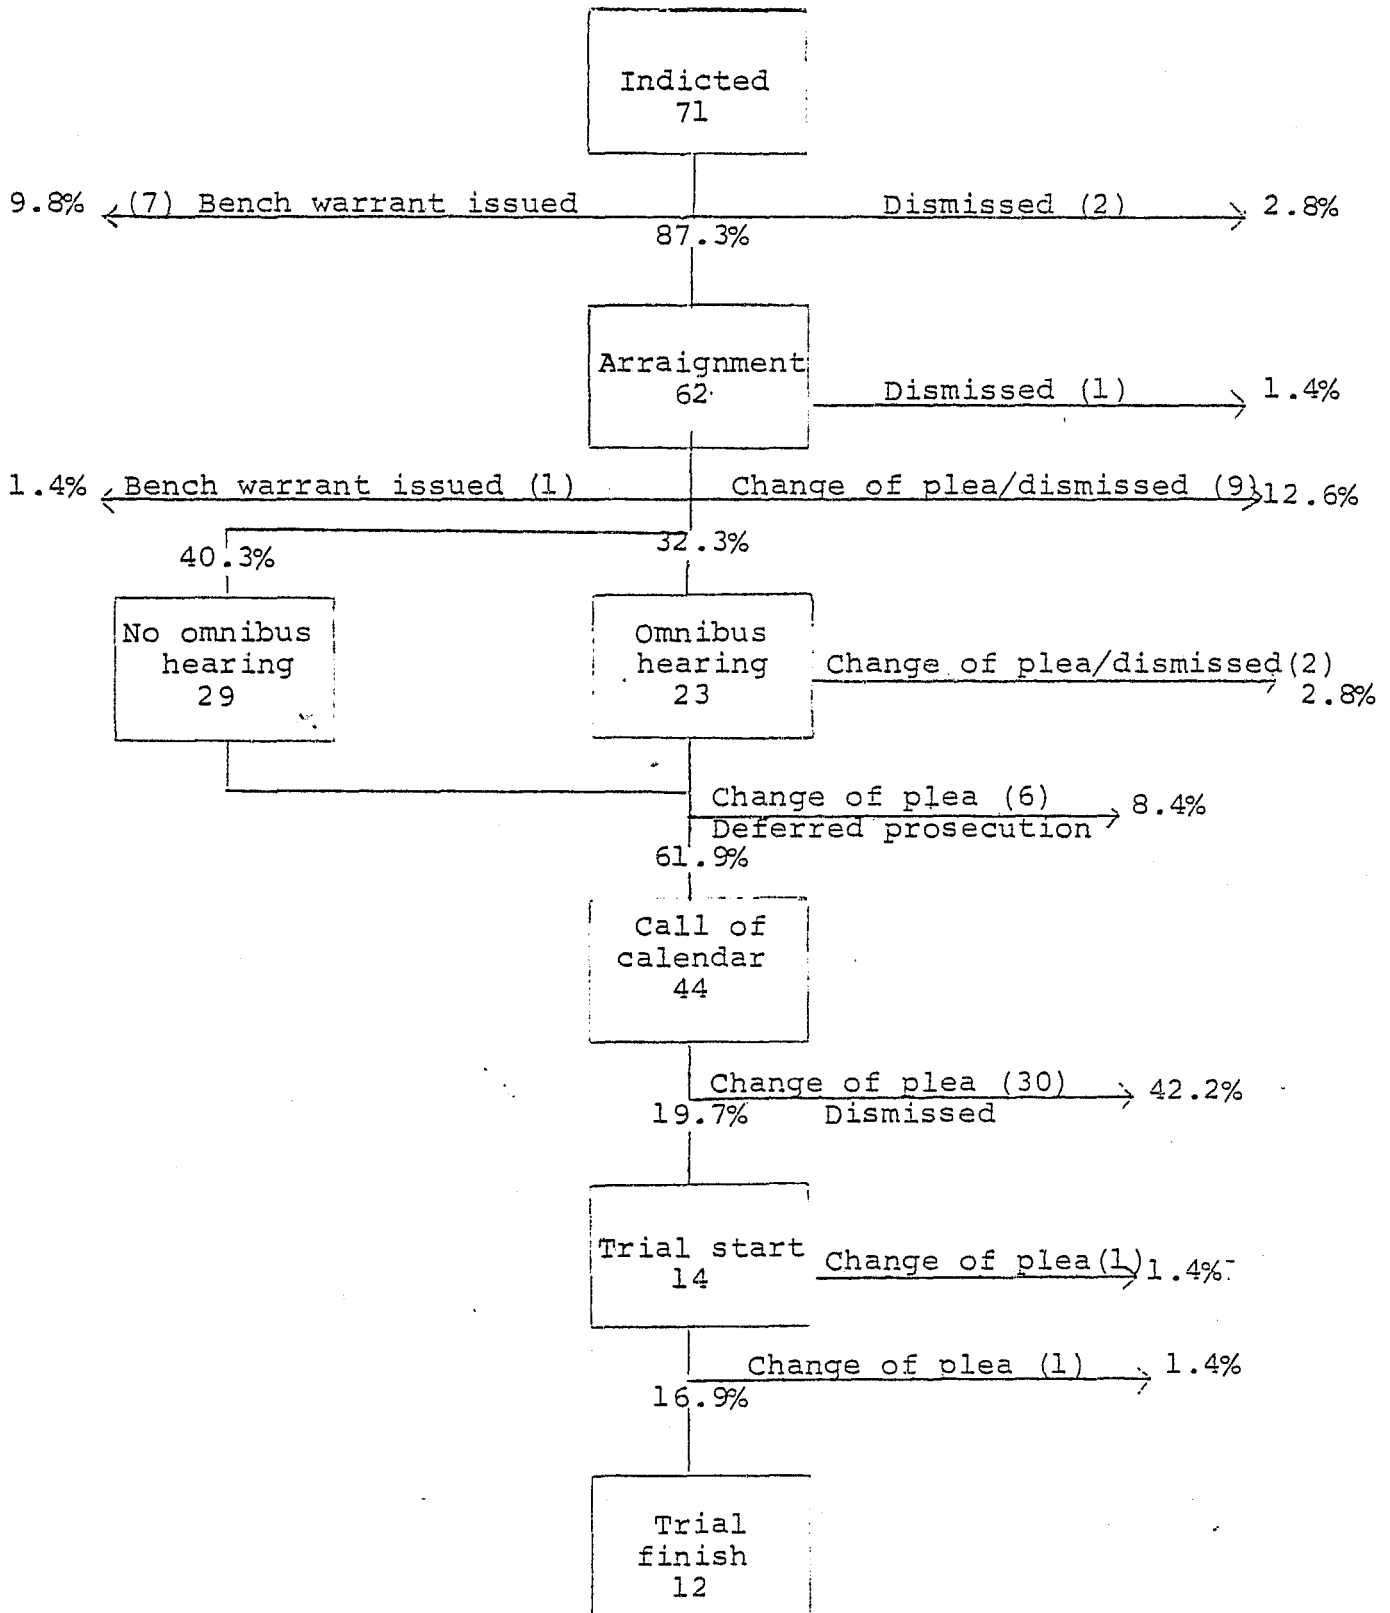 Indicted
71
9.8% (7) Bench warrant issued Dismissed (2) 2.8%
87.3%
Arraignment
62
Dismissed (1) 1.4%
1.4% Bench warrant issued (1) Change of plea/dismissed (9) 12.6%
40.3% 32.3%
No omnibus
hearing
29
Omnibus
hearing
23
Change of plea/dismissed(2)
2.8%
Change of plea (6) 8.4%
Deferred prosecution
61.9%
Call of
calendar
44
Change of plea (30) 42.2%
19.7% Dismissed
Trial start
14
Change of plea(1) 1.4%
Change of plea (1) 1.4%
16.9%
Trial
finish
12